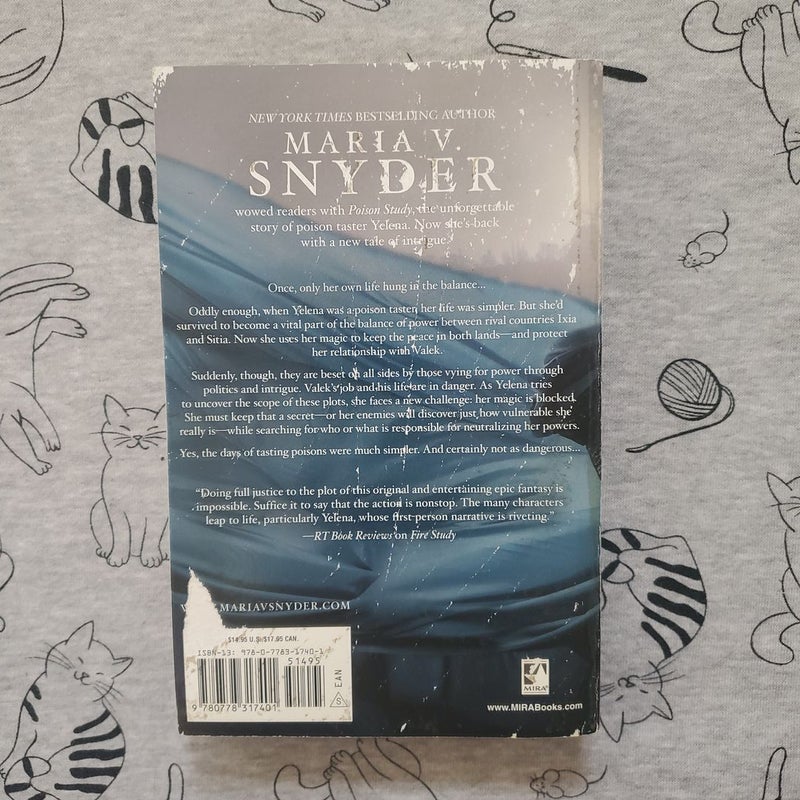 NEW YORK TIMES BESTSELLING AUTHOR
MARIA V.
SNYDER
wowed readers with Poison Study, the unforgettable
story of poison taster Yelena. Now she's back
with a new tale of intrigue.
Once, only her own life hung in the balance...
Oddly enough, when Yelena was a poison taster, her life was simpler. But she'd
survived to become a vital part of the balance of power between rival countries Ixia
and Sitia. Now she uses her magic to keep the peace in both lands—and protect
her relationship with Valek.
Suddenly, though, they are beset on all sides by those vying for power through
politics and intrigue. Valek's job and his life are in danger. As Yelena tries
to uncover the scope of these plots, she faces a new challenge: her magic is blocked.
She must keep that a secret—or her enemies will discover just how vulnerable she
really is—while searching for who or what is responsible for neutralizing her powers.
Yes, the days of tasting poisons were much simpler. And certainly not as dangerous...
"Doing full justice to the plot of this original and entertaining epic fantasy is
impossible. Suffice it to say that the action is nonstop. The many characters
leap to life, particularly Yelena, whose first-person narrative is riveting."
—RT Book Reviews on Fire Study
MARIAVSNYDER.COM
$14.95 U.S./$17.95 CAN.
ISBN-13: 978-0-7783-1740-1
51495
EAN
S
9 780778 317401
MIRA
www.MIRABooks.com